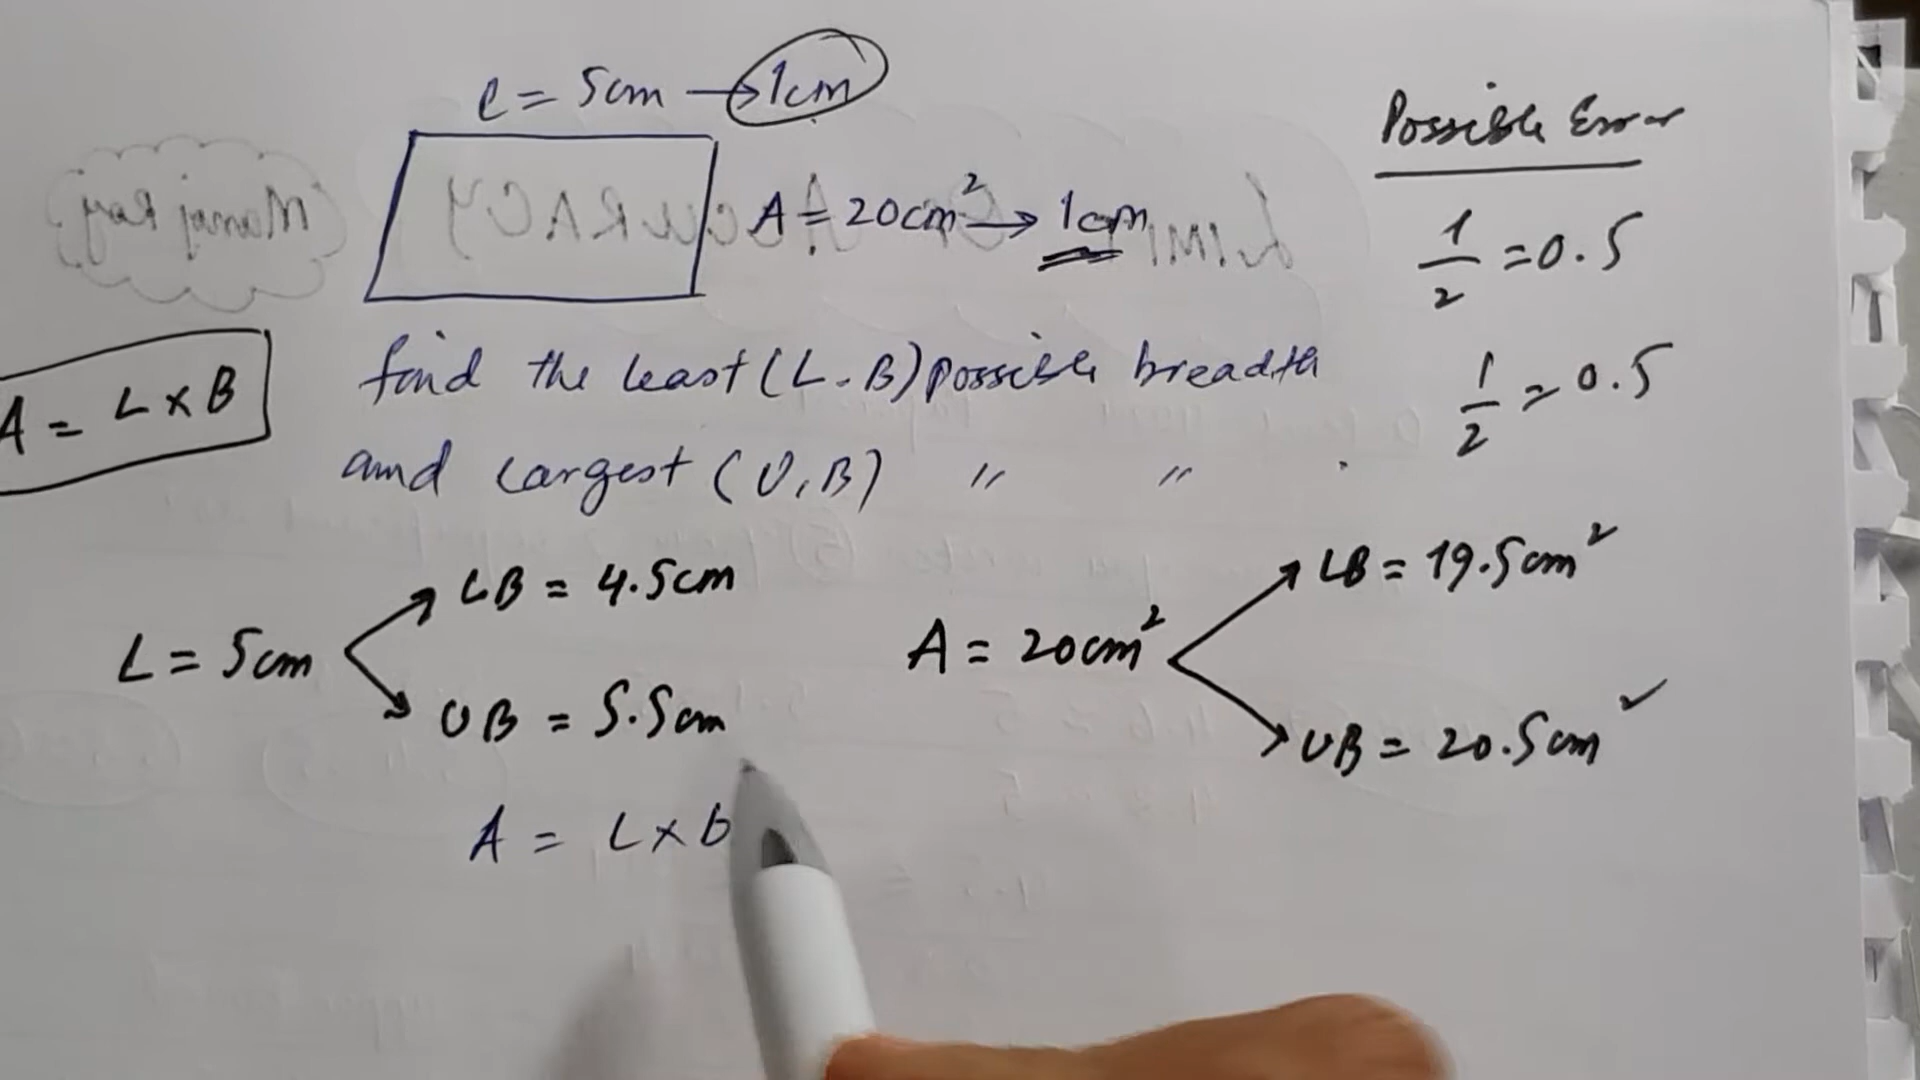 l = 5cm → 1cm
Possible Error
A = 20cm² → 1cm
1/2 = 0.5
A = L × B
find the least (L.B) possible breadth
1/2 = 0.5
and largest (U.B) " "
L = 5cm
LB = 4.5cm
UB = 5.5cm
A = 20cm²
LB = 19.5cm²
UB = 20.5cm
A = L × b